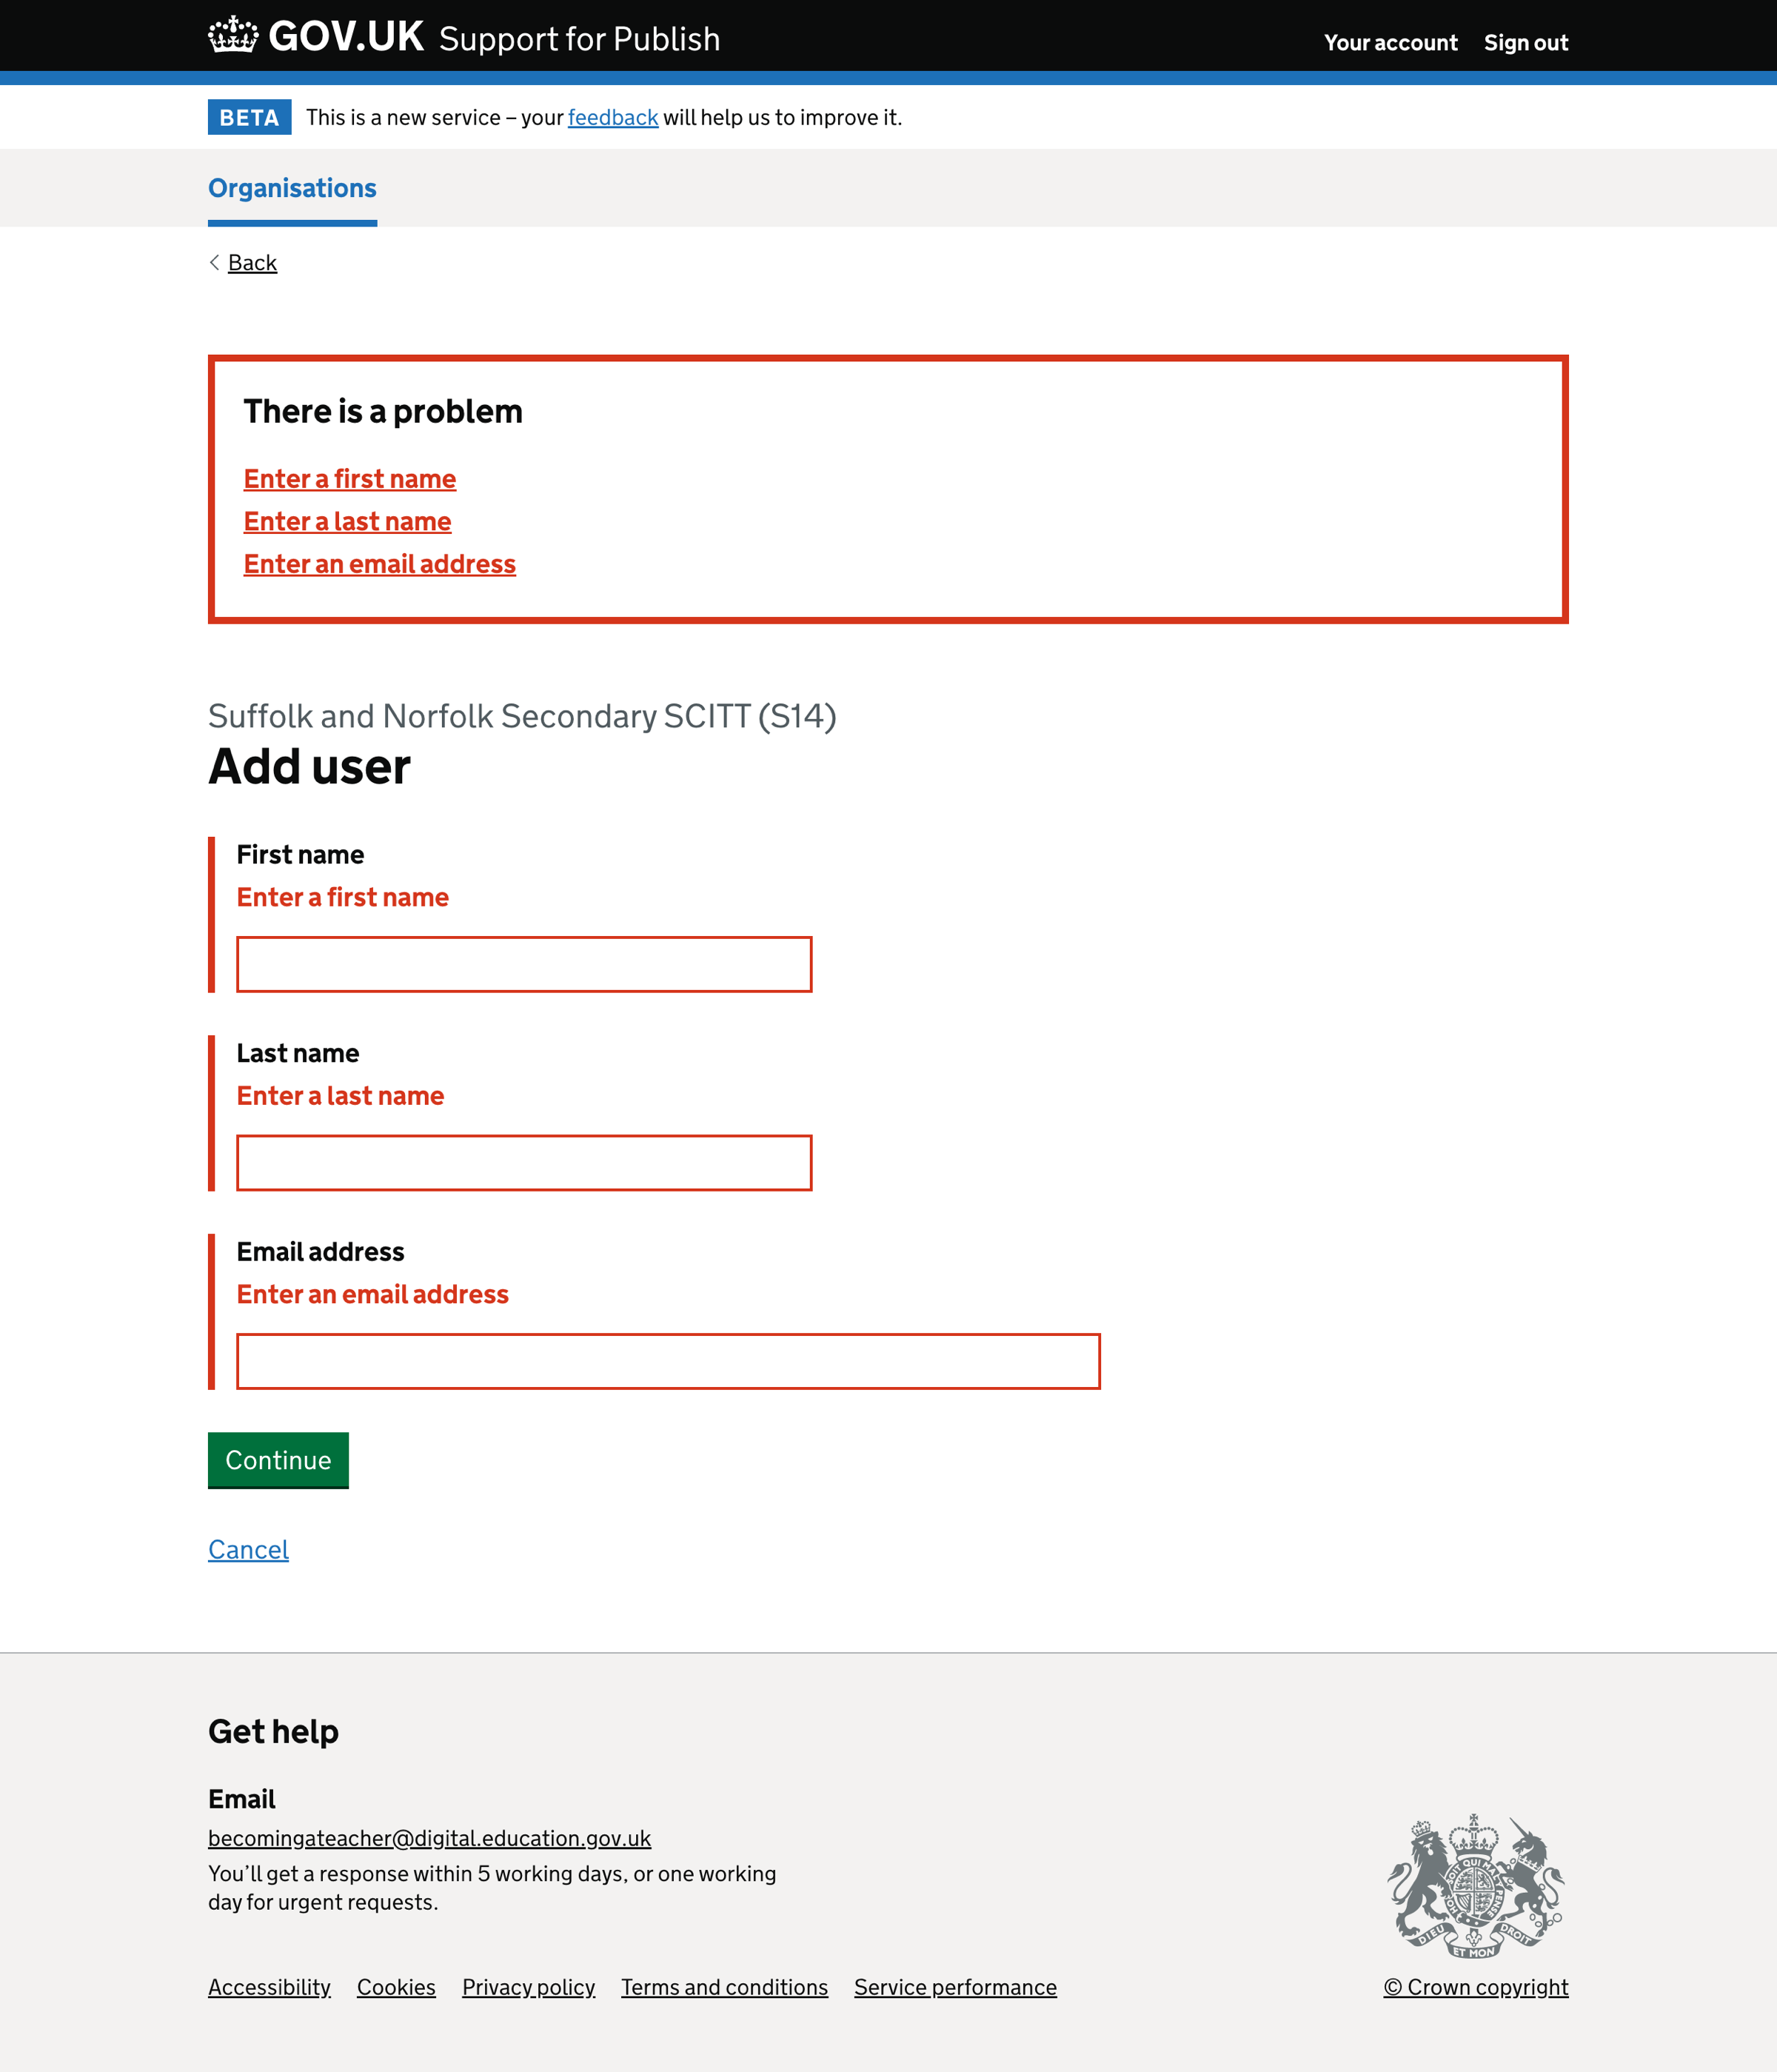 GOV.UK Support for Publish
Your account Sign out
BETA This is a new service – your feedback will help us to improve it.
Organisations
Back
There is a problem
Enter a first name
Enter a last name
Enter an email address
Suffolk and Norfolk Secondary SCITT (S14)
Add user
First name
Enter a first name
Last name
Enter a last name
Email address
Enter an email address
Continue
Cancel
Get help
Email
becomingateacher@digital.education.gov.uk
You’ll get a response within 5 working days, or one working
day for urgent requests.
DIEU ET MON DROIT
Accessibility Cookies Privacy policy Terms and conditions Service performance
© Crown copyright